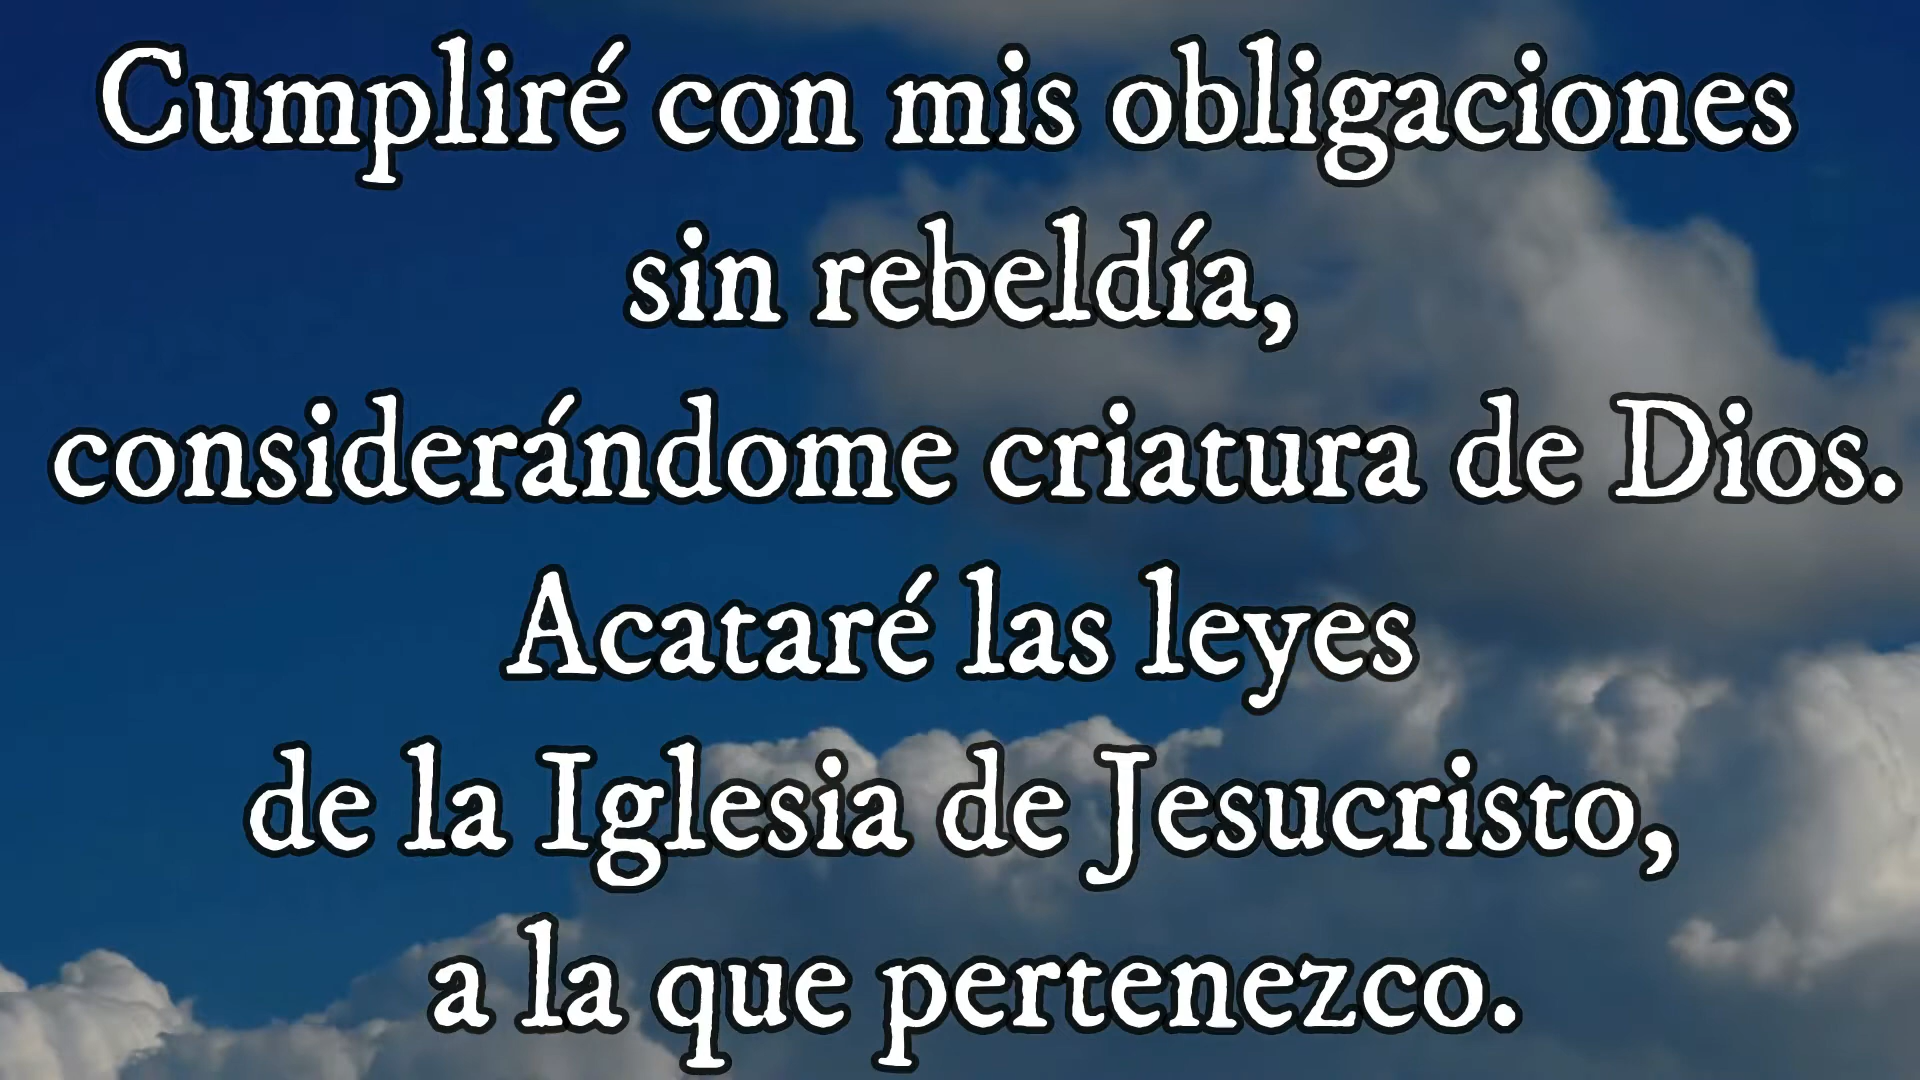 Cumpliré con mis obligaciones
sin rebeldía,
considerándome criatura de Dios.
Acataré las leyes
de la Iglesia de Jesucristo,
a la que pertenezco.